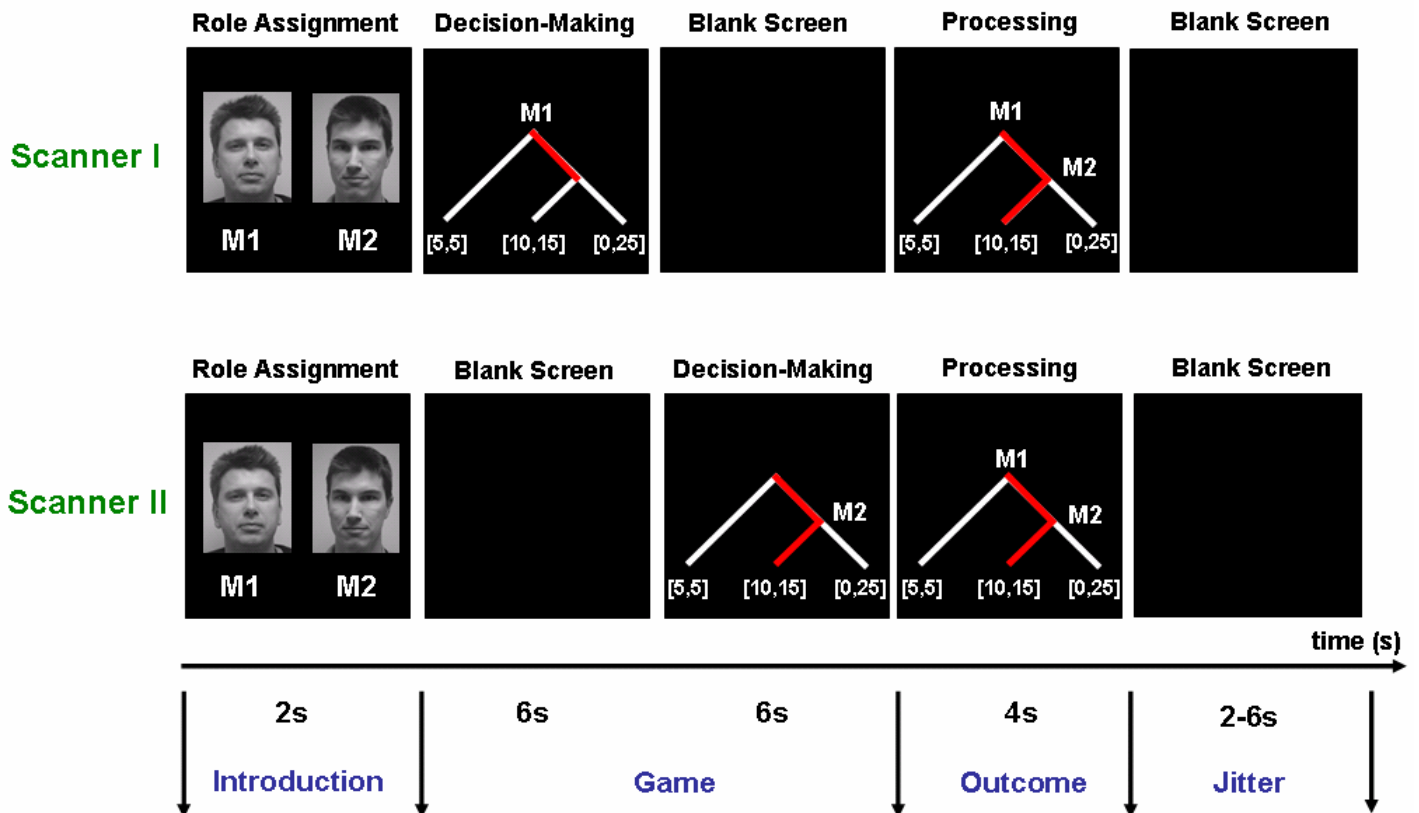 Role Assignment Decision-Making Blank Screen Processing Blank Screen
Scanner I
M1 M2
M1
[5,5] [10,15] [0,25]
M1
M2
[5,5] [10,15] [0,25]
Role Assignment Blank Screen Decision-Making Processing Blank Screen
Scanner II
M1 M2
M2
[5,5] [10,15] [0,25]
M1
M2
[5,5] [10,15] [0,25]
time (s)
2s 6s 6s 4s 2-6s
Introduction Game Outcome Jitter